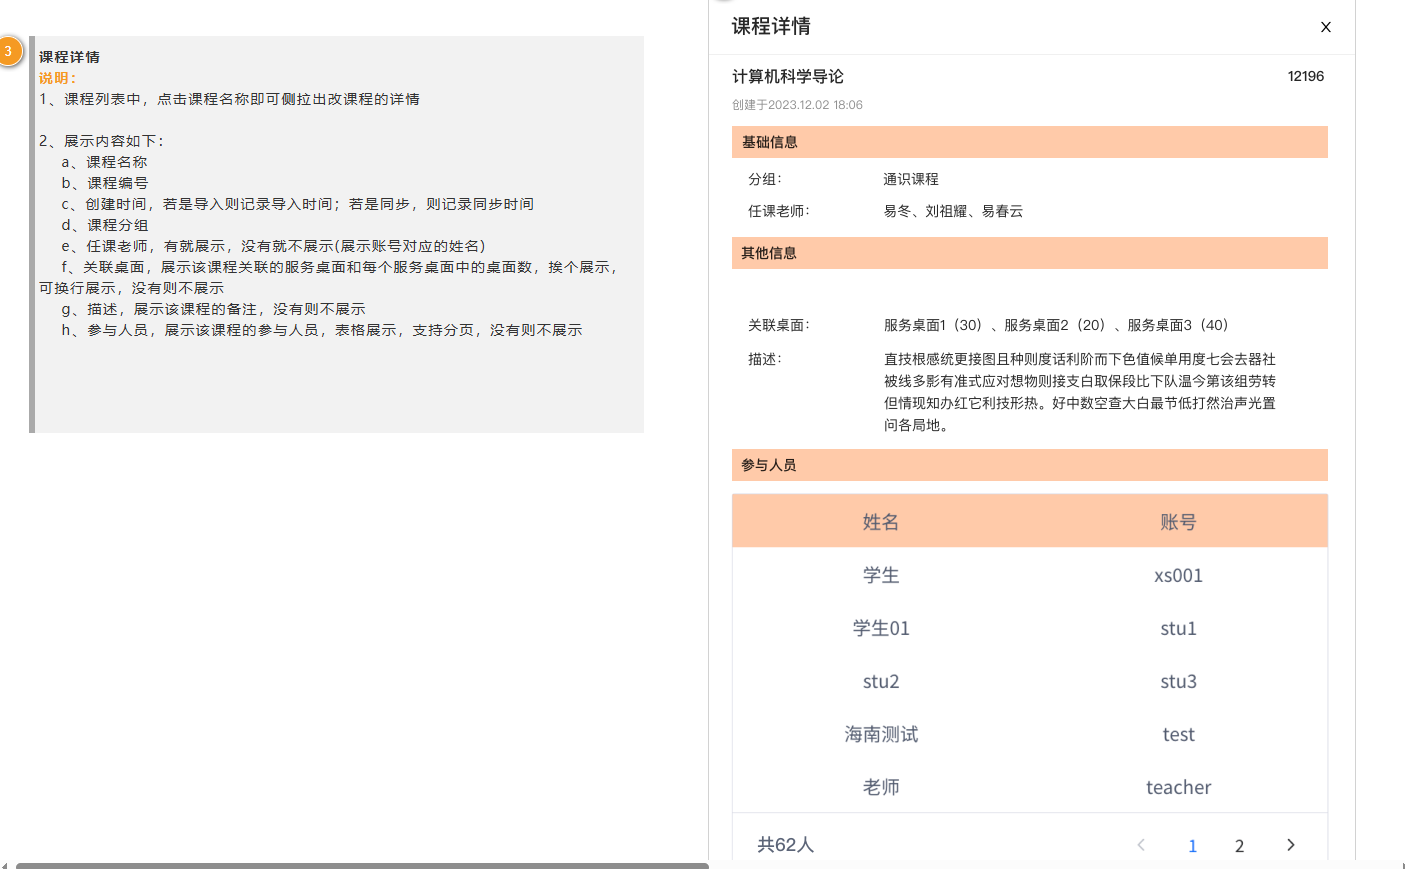 3
课程详情
说明：
1、课程列表中，点击课程名称即可侧拉出改课程的详情
2、展示内容如下：
a、课程名称
b、课程编号
c、创建时间，若是导入则记录导入时间；若是同步，则记录同步时间
d、课程分组
e、任课老师，有就展示，没有就不展示(展示账号对应的姓名)
f、关联桌面，展示该课程关联的服务桌面和每个服务桌面中的桌面数，挨个展示，
可换行展示，没有则不展示
g、描述，展示该课程的备注，没有则不展示
h、参与人员，展示该课程的参与人员，表格展示，支持分页，没有则不展示
课程详情 X
计算机科学导论 12196
创建于2023.12.02 18:06
基础信息
分组： 通识课程
任课老师： 易冬、刘祖耀、易春云
其他信息
关联桌面： 服务桌面1（30）、服务桌面2（20）、服务桌面3（40）
描述： 直技根感统更接图且种则度话利阶而下色值候单用度七会去器社
被线多影有准式应对想物则接支白取保段比下队温今第该组劳转
但情现知办红它利技形热。好中数空查大白最节低打然治声光置
问各局地。
参与人员
姓名 账号
学生 xs001
学生01 stu1
stu2 stu3
海南测试 test
老师 teacher
共62人 < 1 2 >